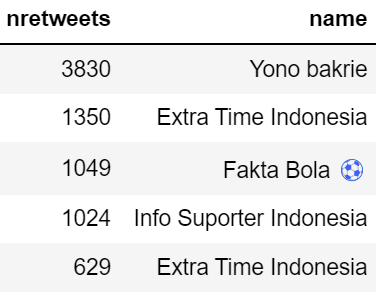 nretweets name
3830 Yono bakrie
1350 Extra Time Indonesia
1049 Fakta Bola ⚽
1024 Info Suporter Indonesia
629 Extra Time Indonesia